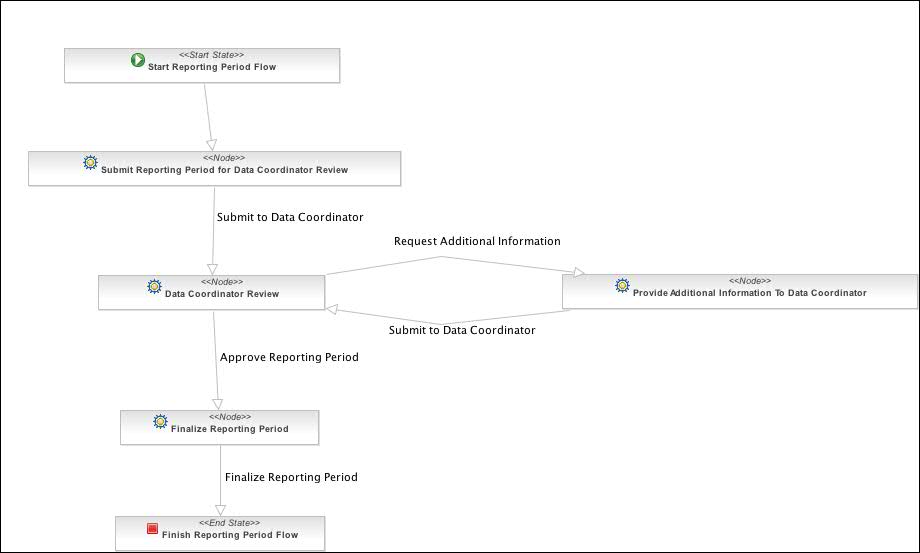 <<Start State>>
Start Reporting Period Flow
<<Node>>
Submit Reporting Period for Data Coordinator Review
Submit to Data Coordinator
Request Additional Information
<<Node>>
Data Coordinator Review
<<Node>>
Provide Additional Information To Data Coordinator
Submit to Data Coordinator
Approve Reporting Period
<<Node>>
Finalize Reporting Period
Finalize Reporting Period
<<End State>>
Finish Reporting Period Flow